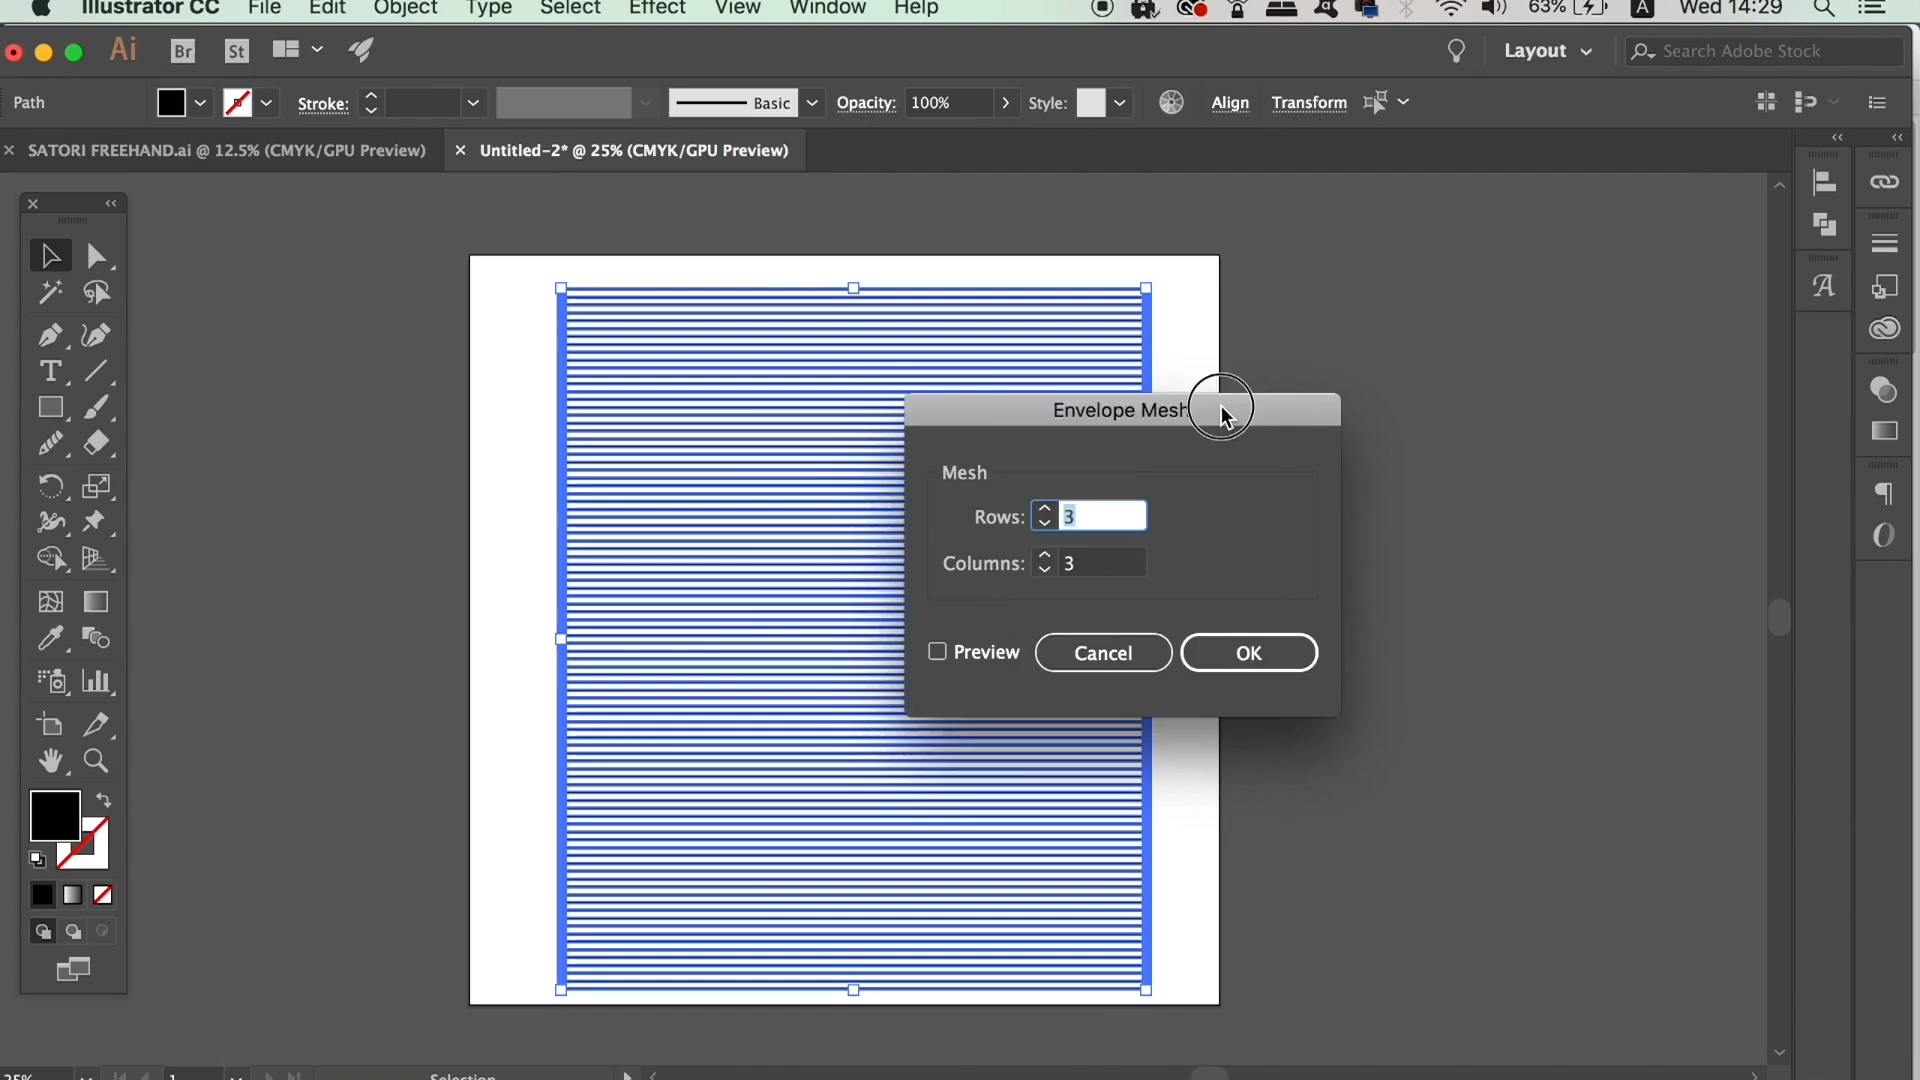 Illustrator CC File Edit Object Type Select Effect View Window Help 63% A Wed 14:29
Ai Br St Layout Search Adobe Stock
Path Stroke: Basic Opacity: 100% Style: Align Transform
SATORI FREEHAND.ai @ 12.5% (CMYK/GPU Preview) Untitled-2* @ 25% (CMYK/GPU Preview)
Envelope Mesh
Mesh
Rows: 3
Columns: 3
Preview Cancel OK
25% 1 Selection